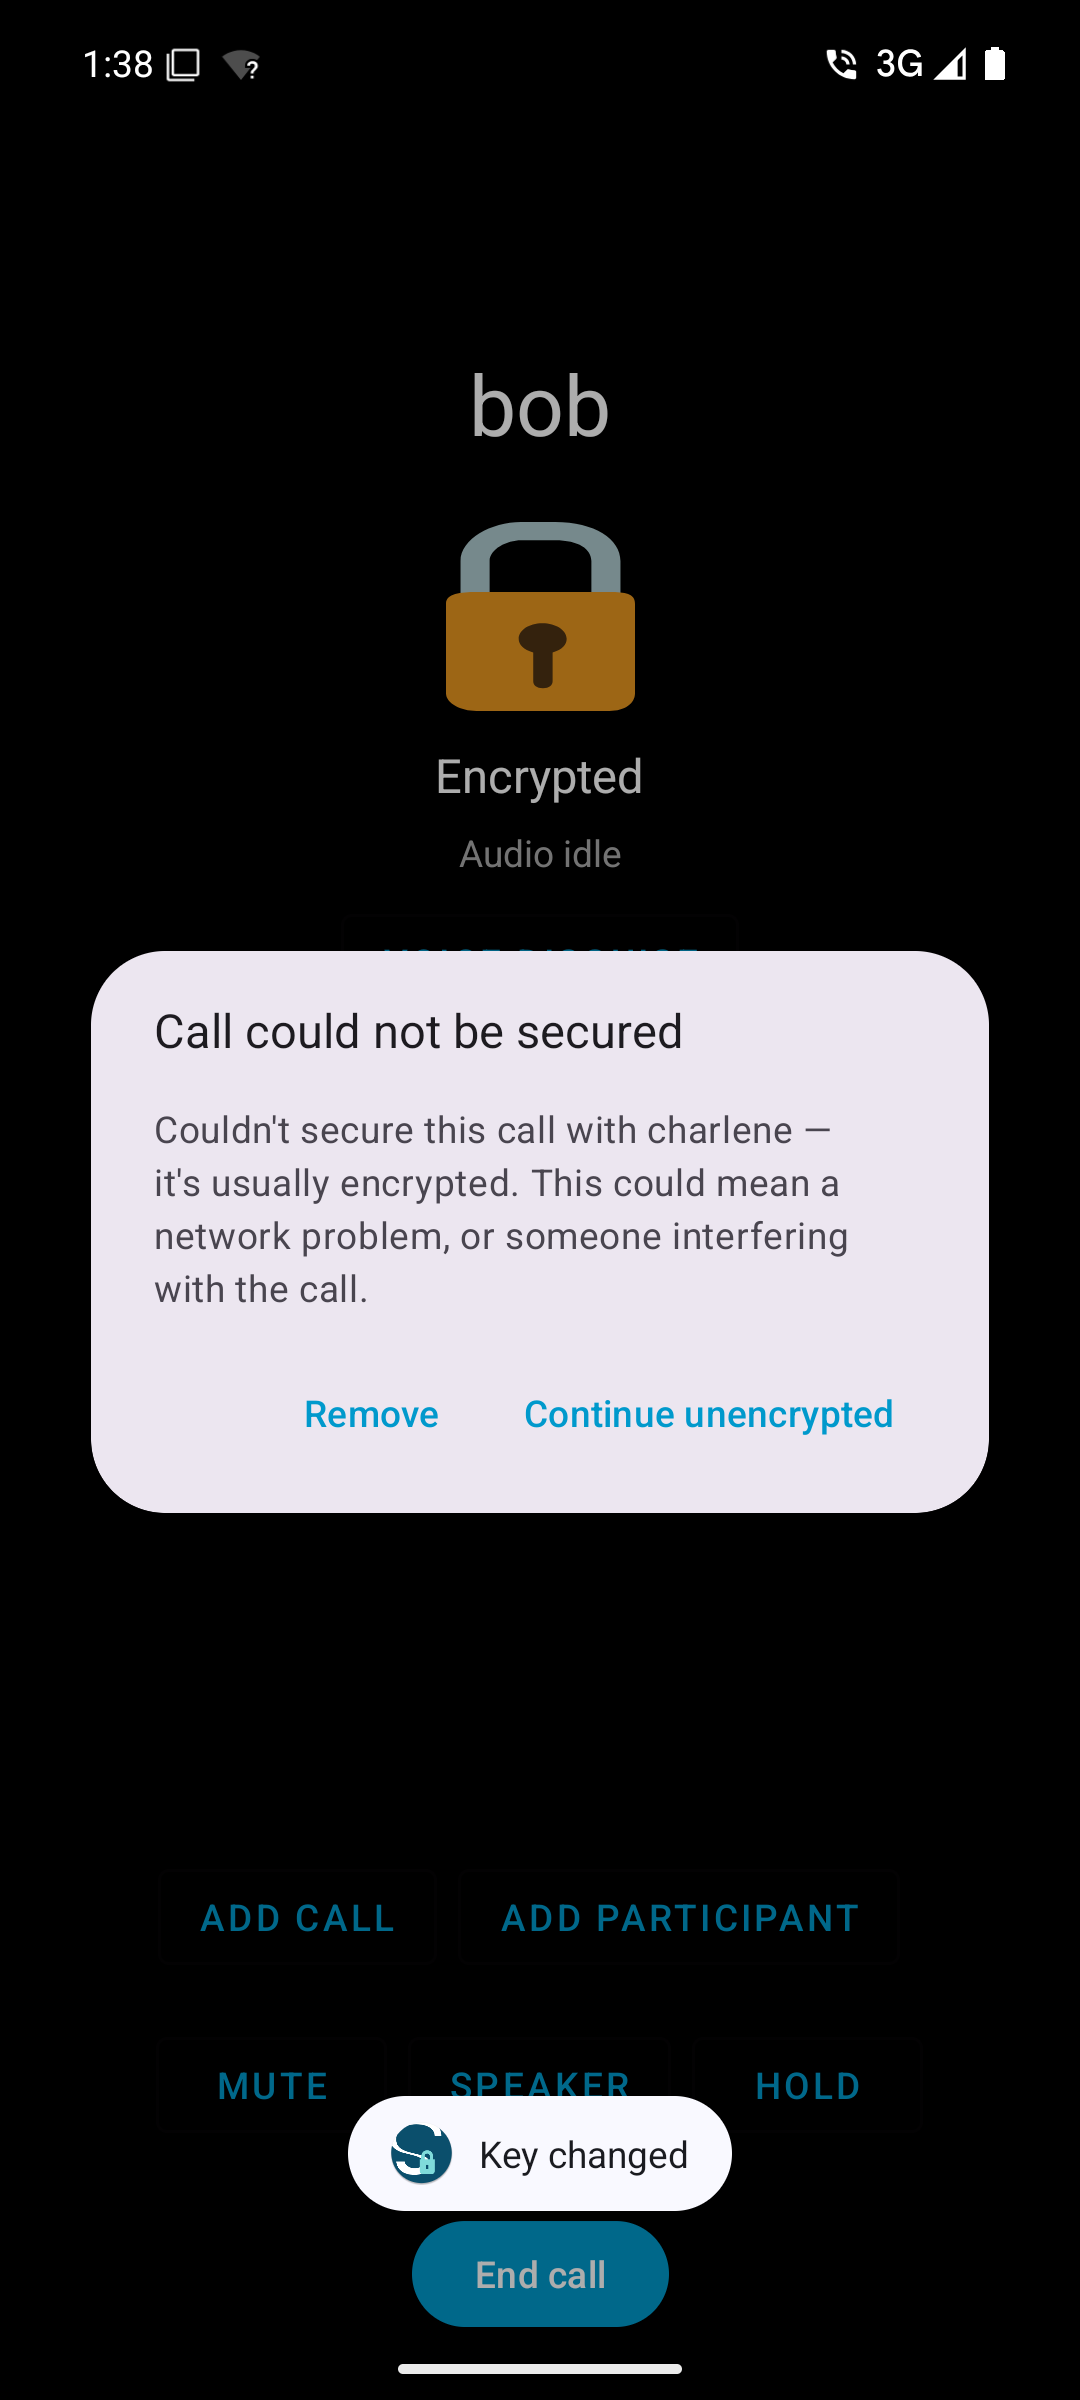 1:38
?
3G
bob
Encrypted
Audio idle
Call could not be secured
Couldn't secure this call with charlene —
it's usually encrypted. This could mean a
network problem, or someone interfering
with the call.
Remove Continue unencrypted
ADD CALL ADD PARTICIPANT
MUTE SPEAKER HOLD
Key changed
End call